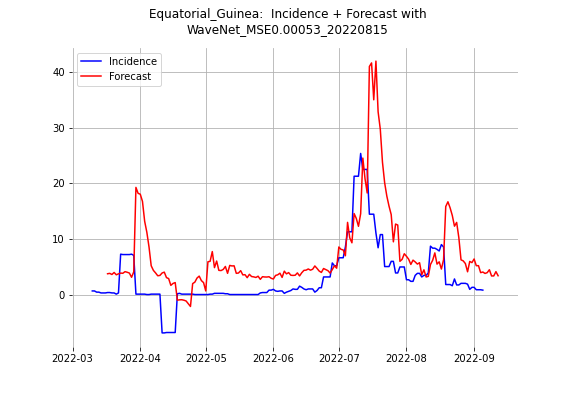 Equatorial_Guinea:  Incidence + Forecast with
WaveNet_MSE0.00053_20220815
Incidence
Forecast
40
30
20
10
0
2022-03 2022-04 2022-05 2022-06 2022-07 2022-08 2022-09